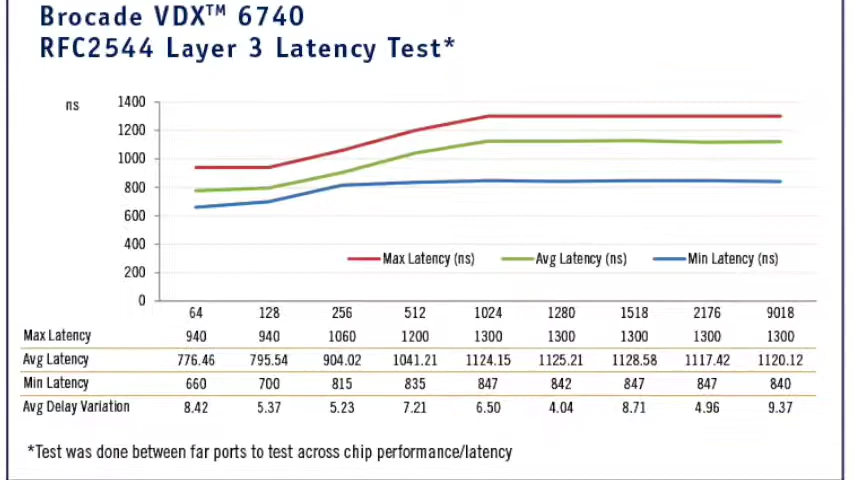 Brocade VDX™ 6740
RFC2544 Layer 3 Latency Test*
ns
1400
1200
1000
800
600
400
200
0
Max Latency (ns) Avg Latency (ns) Min Latency (ns)
64 128 256 512 1024 1280 1518 2176 9018
Max Latency 940 940 1060 1200 1300 1300 1300 1300 1300
Avg Latency 776.46 795.54 904.02 1041.21 1124.15 1125.21 1128.58 1117.42 1120.12
Min Latency 660 700 815 835 847 842 847 847 840
Avg Delay Variation 8.42 5.37 5.23 7.21 6.50 4.04 8.71 4.96 9.37
*Test was done between far ports to test across chip performance/latency